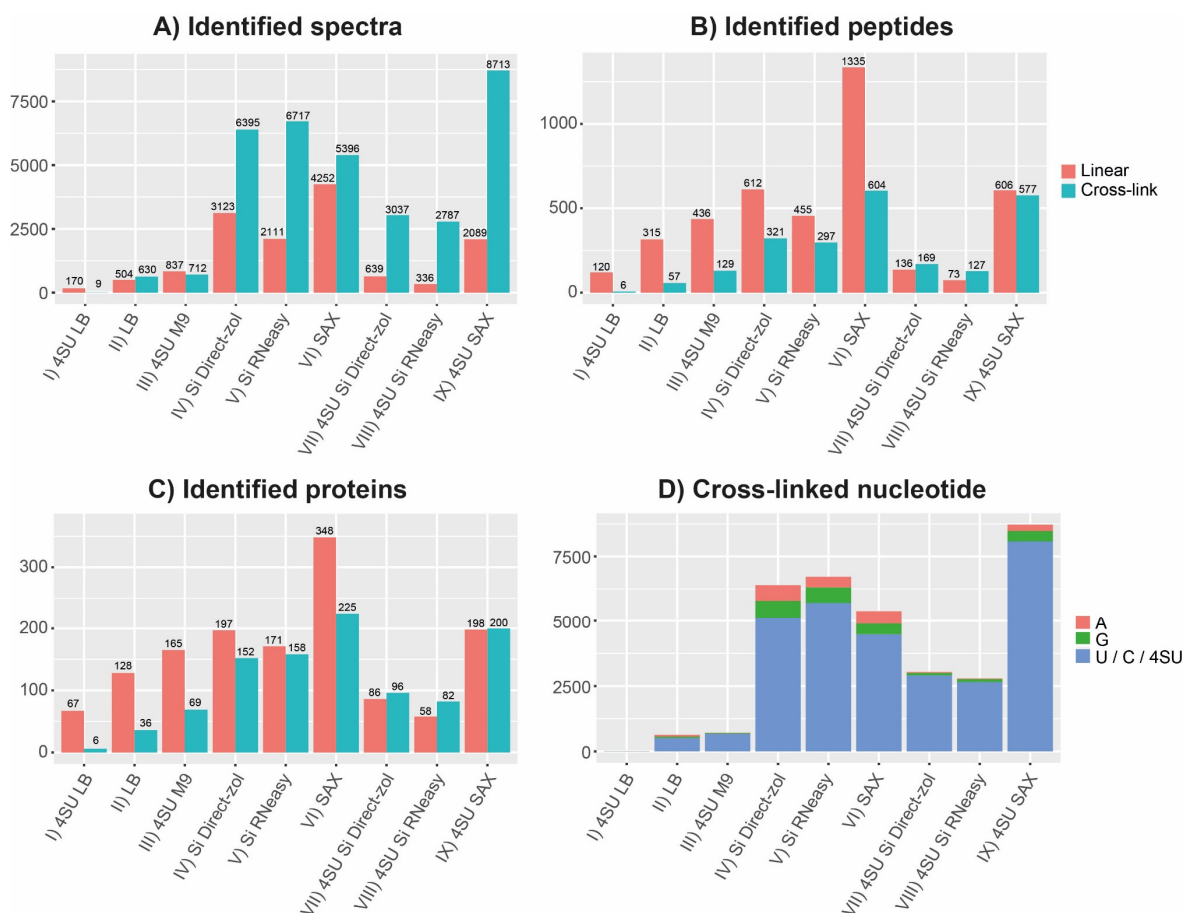 A) Identified spectra
8713
7500
6717
6395
5396
5000
4252
3123
3037
2787
2500
2111
2089
837
712
504
630
639
336
170
9
0
I) 4SU LB
II) LB
III) 4SU M9
IV) Si Direct-zol
V) Si RNeasy
VI) SAX
VII) 4SU Si Direct-zol
VIII) 4SU Si RNeasy
IX) 4SU SAX
B) Identified peptides
1335
1000
612
604
606
577
500
436
455
315
321
297
120
6
57
129
136
169
73
127
0
I) 4SU LB
II) LB
III) 4SU M9
IV) Si Direct-zol
V) Si RNeasy
VI) SAX
VII) 4SU Si Direct-zol
VIII) 4SU Si RNeasy
IX) 4SU SAX
Linear
Cross-link
C) Identified proteins
348
300
225
197
198
200
200
165
171
152
158
128
100
67
6
36
69
86
96
58
82
0
I) 4SU LB
II) LB
III) 4SU M9
IV) Si Direct-zol
V) Si RNeasy
VI) SAX
VII) 4SU Si Direct-zol
VIII) 4SU Si RNeasy
IX) 4SU SAX
D) Cross-linked nucleotide
7500
5000
2500
0
I) 4SU LB
II) LB
III) 4SU M9
IV) Si Direct-zol
V) Si RNeasy
VI) SAX
VII) 4SU Si Direct-zol
VIII) 4SU Si RNeasy
IX) 4SU SAX
A
G
U / C / 4SU